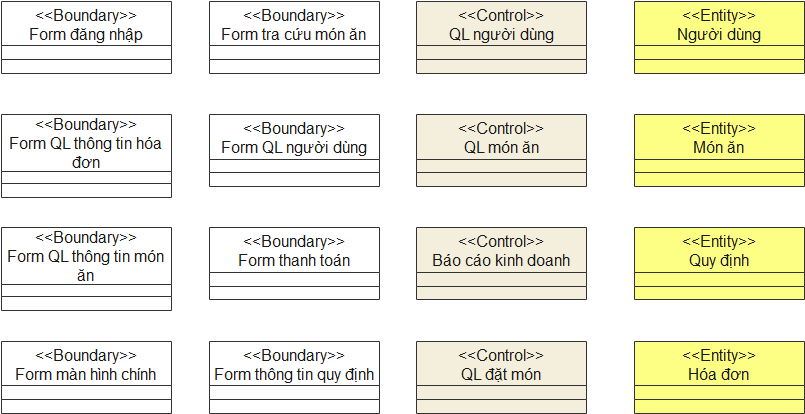 <<Boundary>>
Form đăng nhập
<<Boundary>>
Form tra cứu món ăn
<<Control>>
QL người dùng
<<Entity>>
Người dùng
<<Boundary>>
Form QL thông tin hóa
đơn
<<Boundary>>
Form QL người dùng
<<Control>>
QL món ăn
<<Entity>>
Món ăn
<<Boundary>>
Form QL thông tin món
ăn
<<Boundary>>
Form thanh toán
<<Control>>
Báo cáo kinh doanh
<<Entity>>
Quy định
<<Boundary>>
Form màn hình chính
<<Boundary>>
Form thông tin quy định
<<Control>>
QL đặt món
<<Entity>>
Hóa đơn